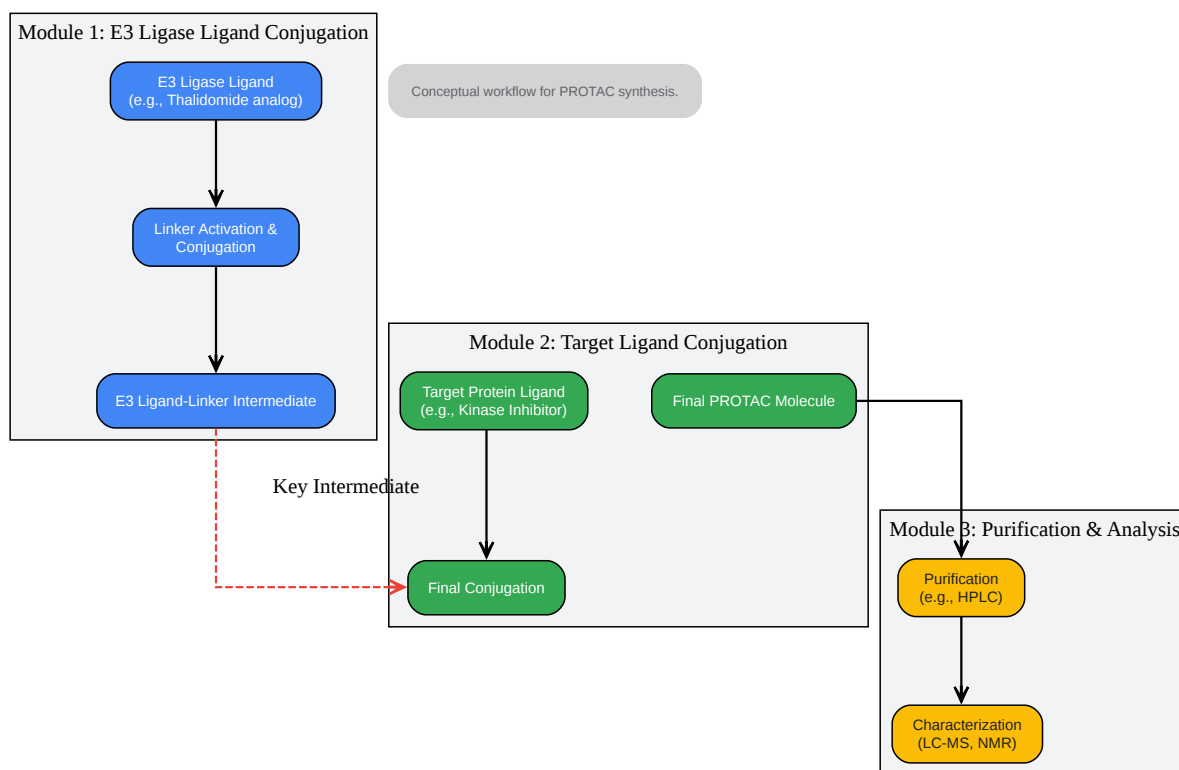 Module 1: E3 Ligase Ligand Conjugation
E3 Ligase Ligand
(e.g., Thalidomide analog)
Conceptual workflow for PROTAC synthesis.
Linker Activation &
Conjugation
E3 Ligand-Linker Intermediate
Module 2: Target Ligand Conjugation
Target Protein Ligand
(e.g., Kinase Inhibitor)
Final PROTAC Molecule
Key Intermediate
Final Conjugation
Module 3: Purification & Analysis
Purification
(e.g., HPLC)
Characterization
(LC-MS, NMR)